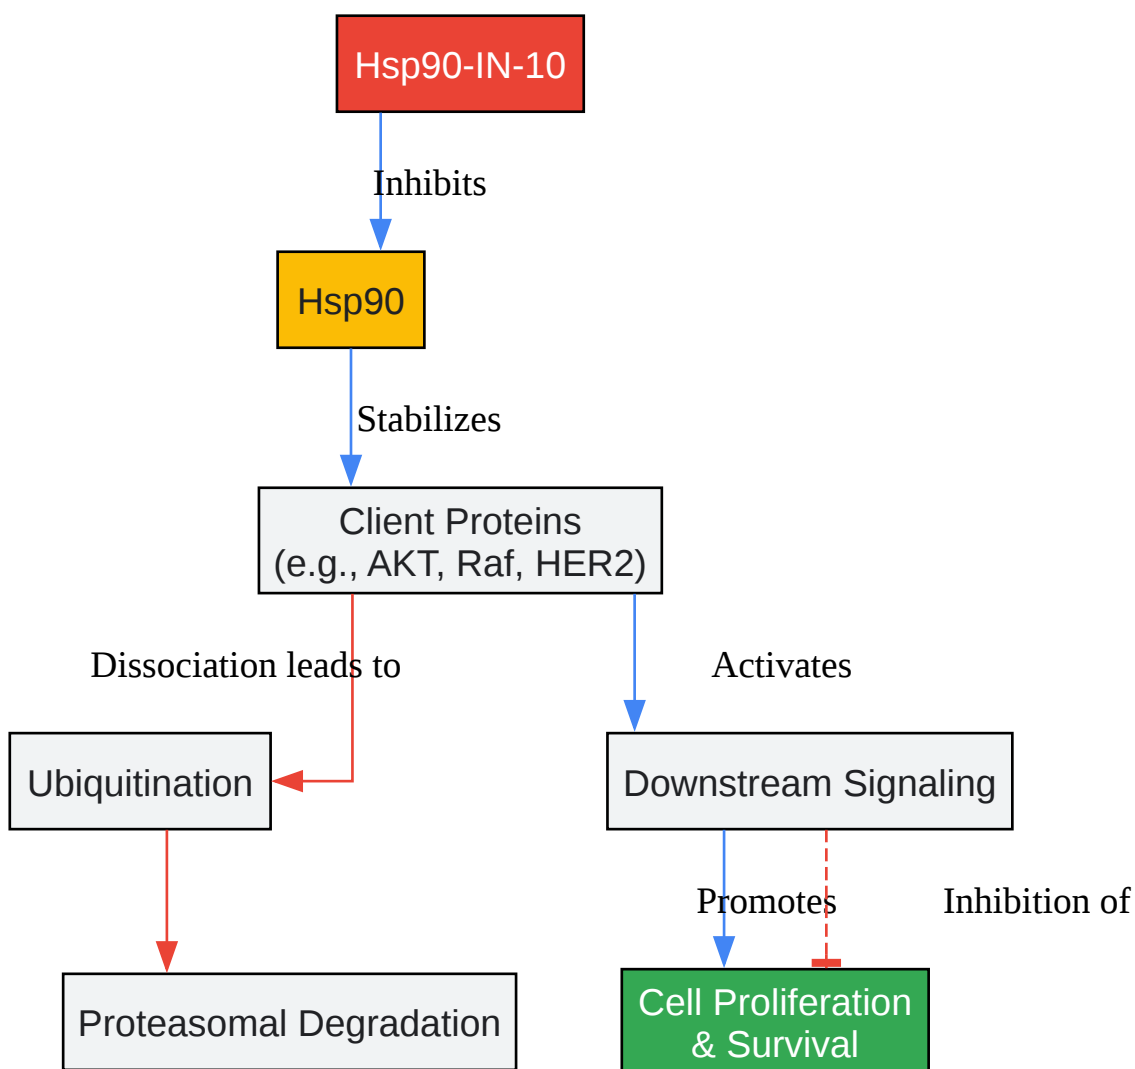 Hsp90-IN-10
Inhibits
Hsp90
Stabilizes
Client Proteins
(e.g., AKT, Raf, HER2)
Dissociation leads to
Activates
Ubiquitination
Downstream Signaling
Promotes
Inhibition of
Proteasomal Degradation
Cell Proliferation
& Survival